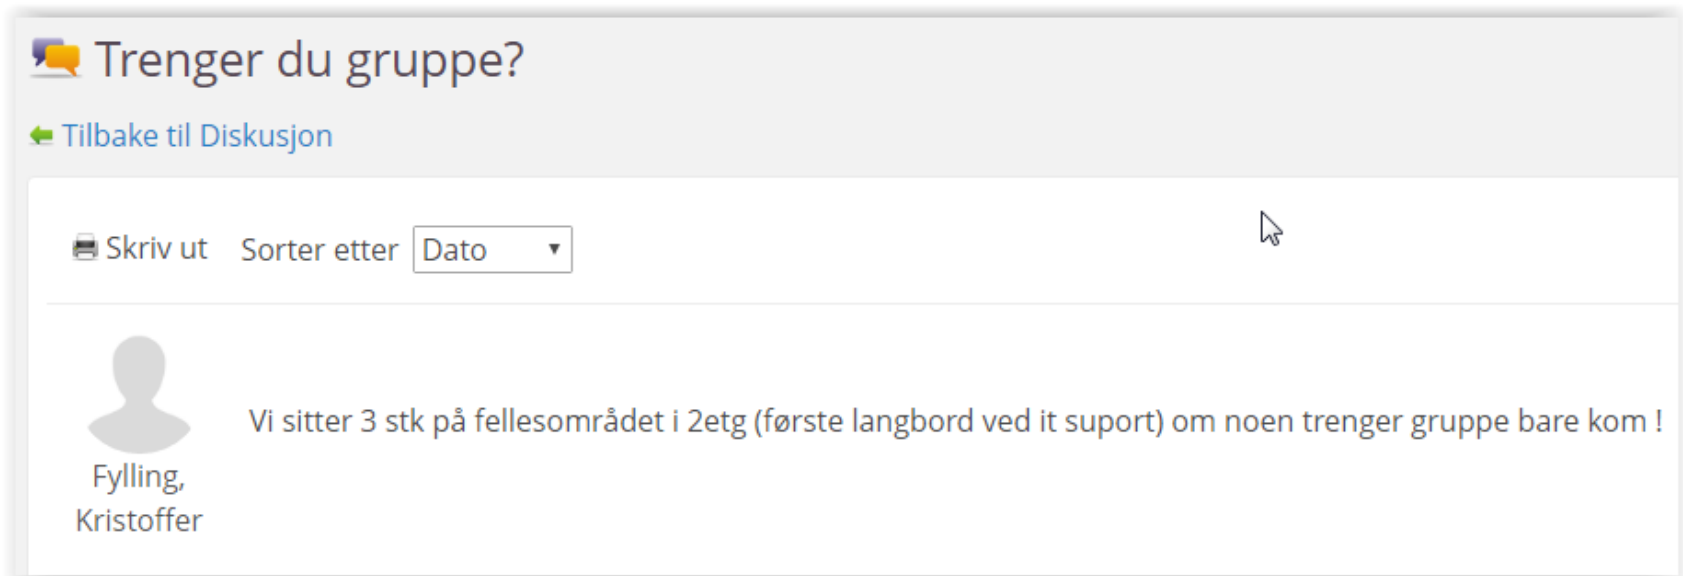 Trenger du gruppe?
Tilbake til Diskusjon
Skriv ut Sorter etter Dato
Vi sitter 3 stk på fellesområdet i 2etg (første langbord ved it suport) om noen trenger gruppe bare kom !
Fylling,
Kristoffer